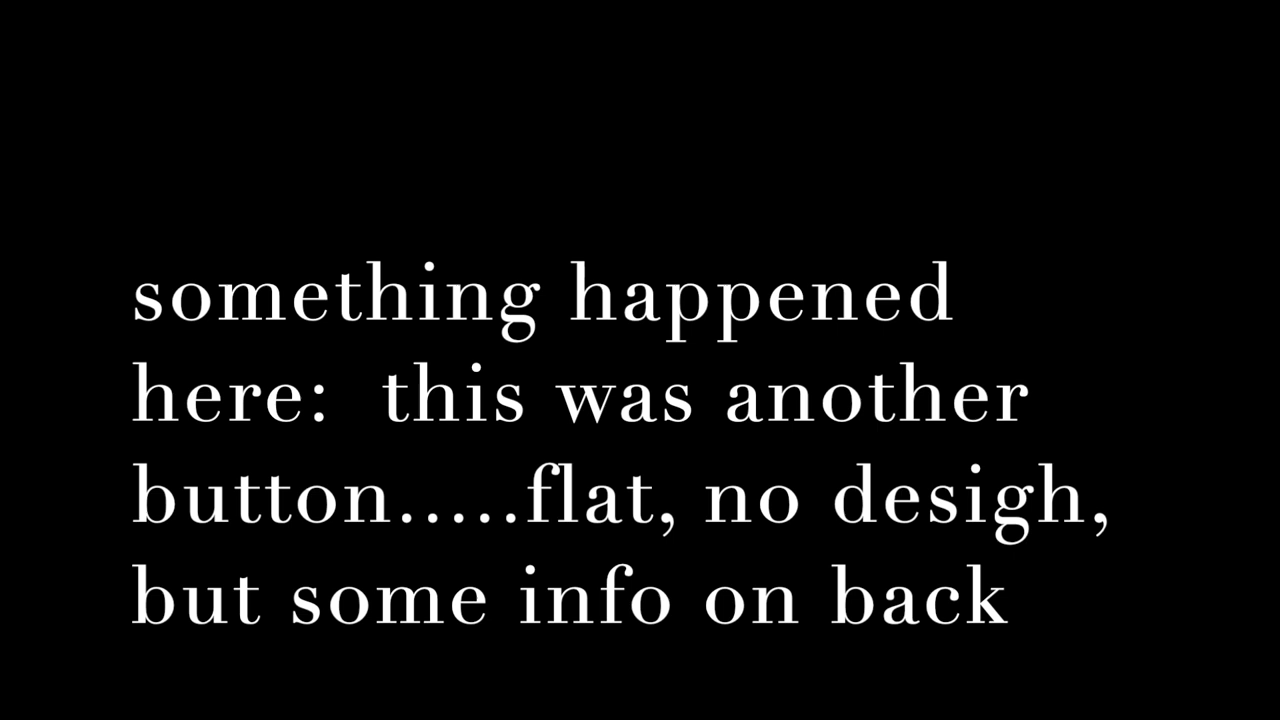 something happened
here:  this was another
button.....flat, no desigh,
but some info on back